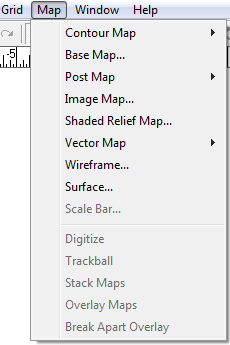 Grid Map Window Help
-5
Contour Map
Base Map...
Post Map
Image Map...
Shaded Relief Map...
Vector Map
Wireframe...
Surface...
Scale Bar...
Digitize
Trackball
Stack Maps
Overlay Maps
Break Apart Overlay